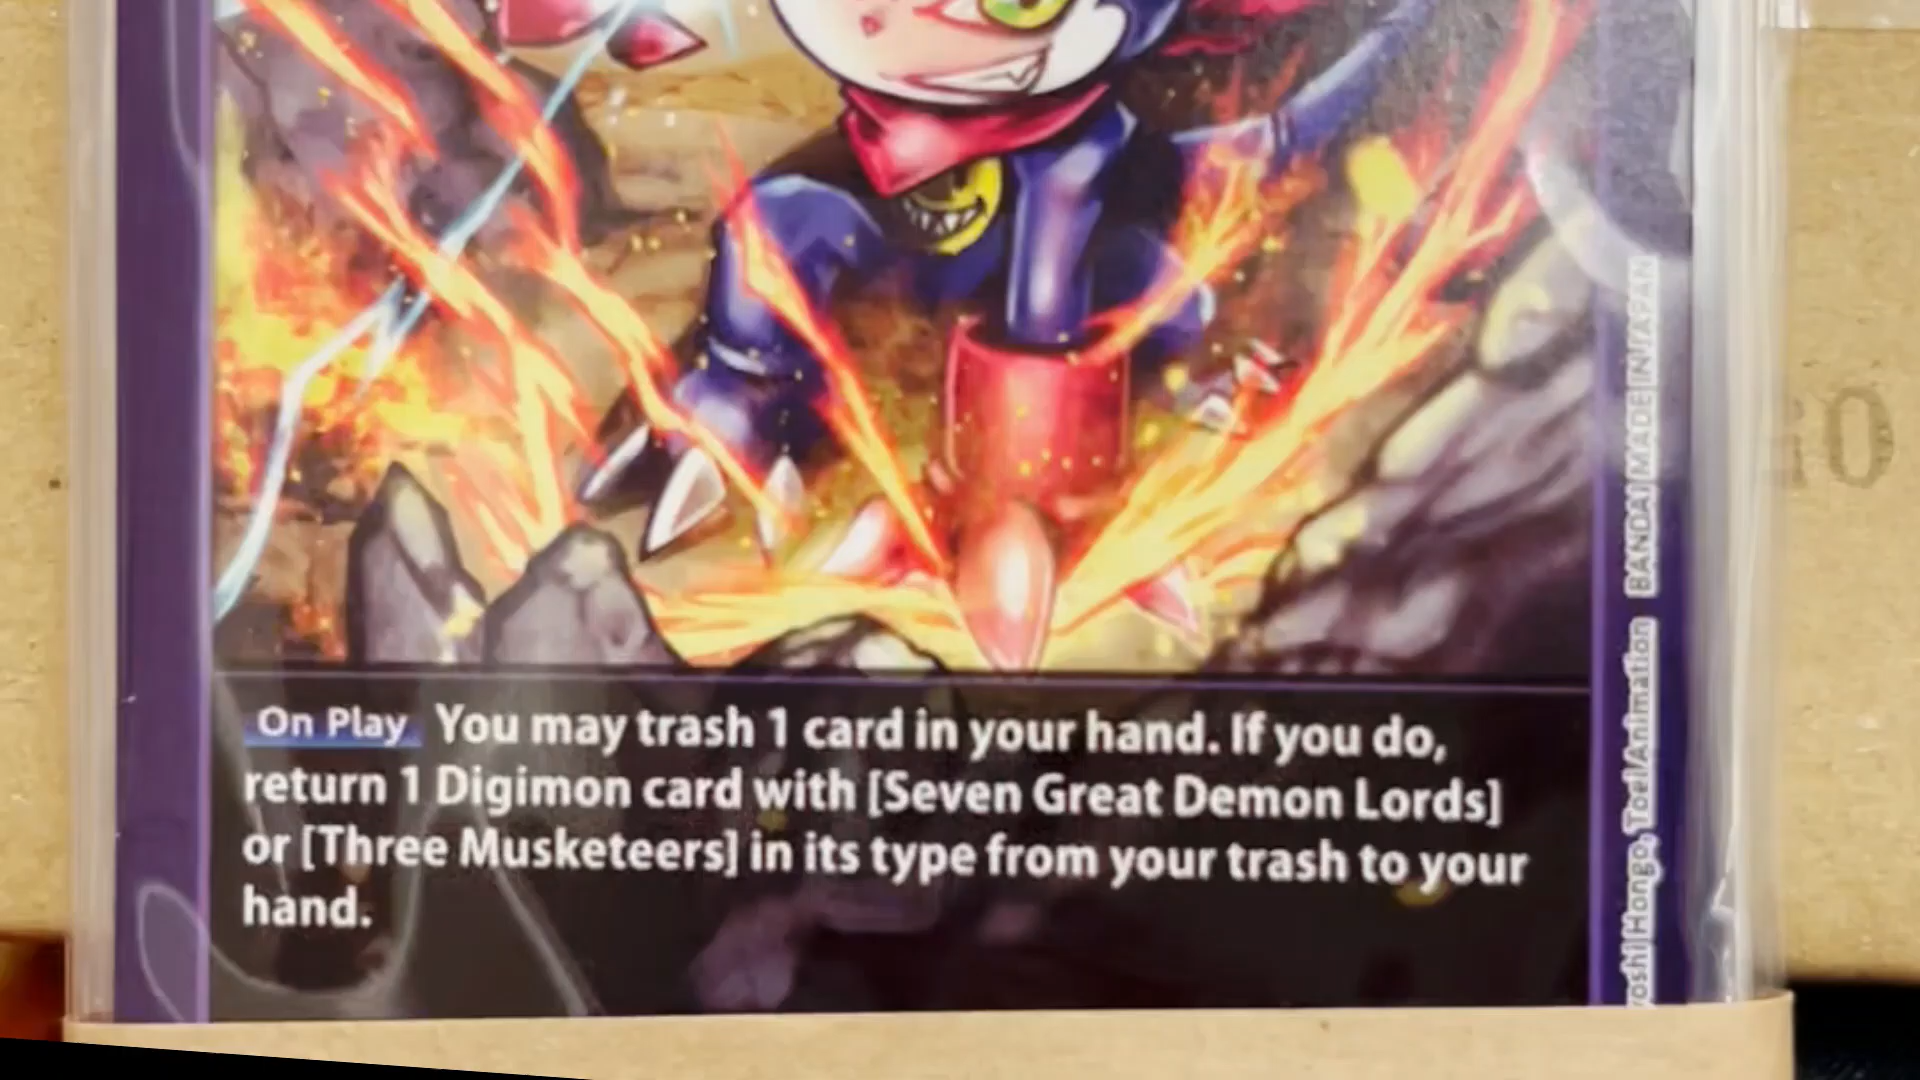 On Play You may trash 1 card in your hand. If you do,
return 1 Digimon card with [Seven Great Demon Lords]
or [Three Musketeers] in its type from your trash to your
hand.
Hongo, Toei Animation BANDAI MADE IN JAPAN